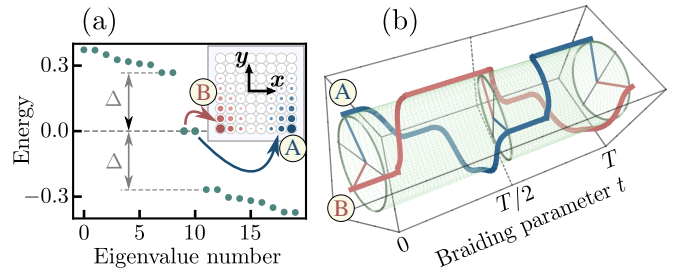 (a)
0.3
0.0
−0.3
Energy
Δ
Δ
B
A
y
x
0
5
10
15
Eigenvalue number
(b)
A
B
0
T/2
T
Braiding parameter t